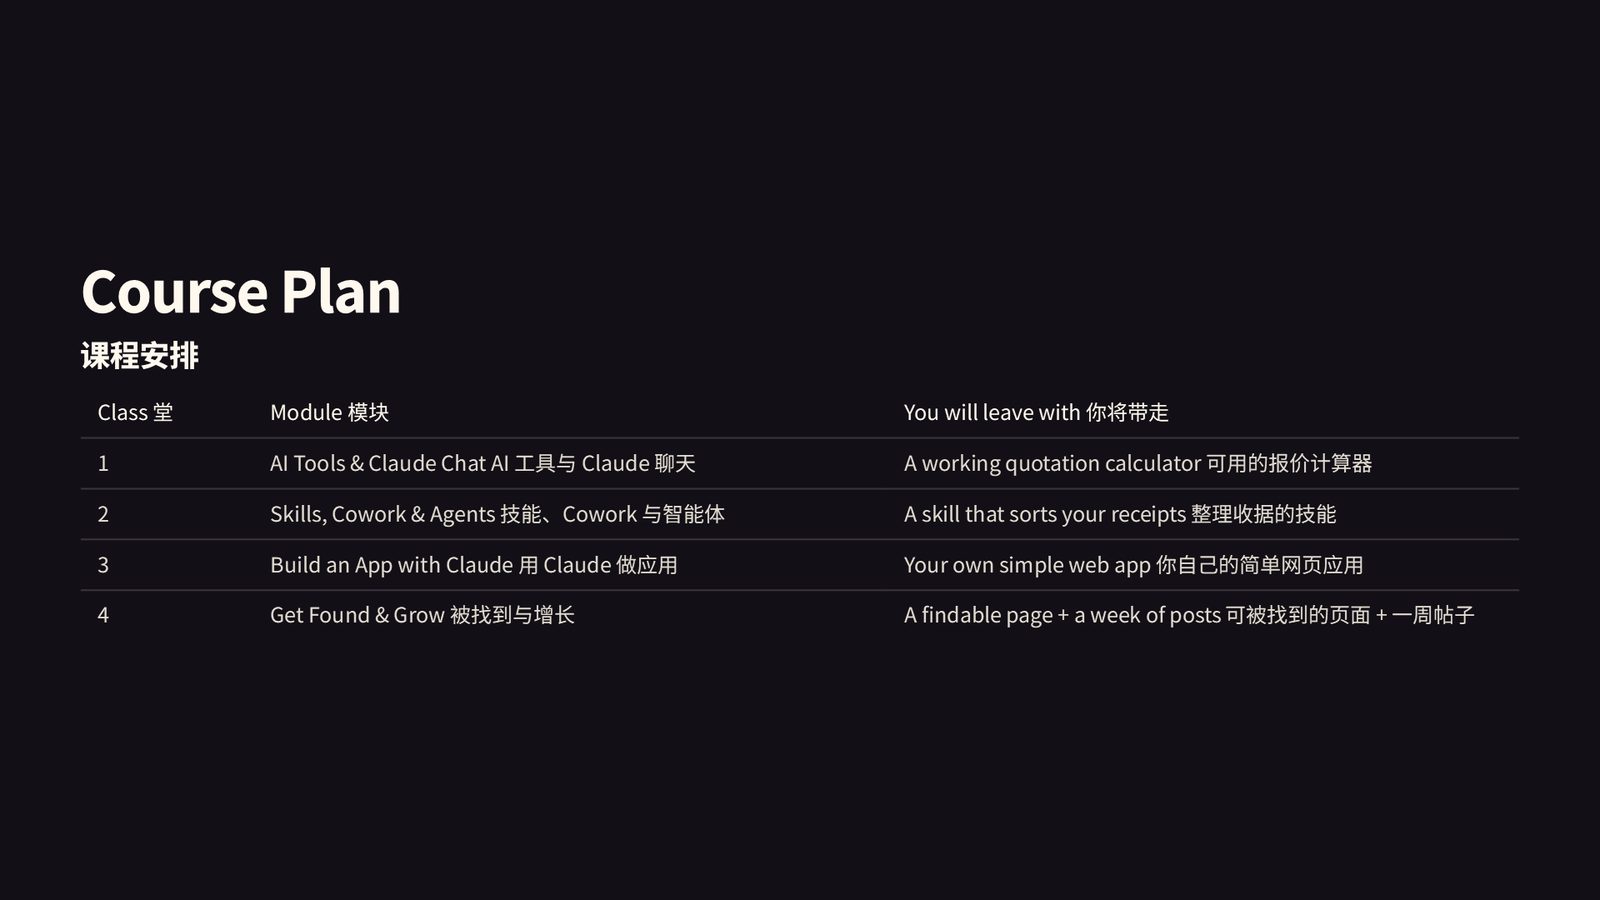 Course Plan
课程安排
Class 堂 Module 模块 You will leave with 你将带走
1 AI Tools & Claude Chat AI 工具与 Claude 聊天 A working quotation calculator 可用的报价计算器
2 Skills, Cowork & Agents 技能、Cowork 与智能体 A skill that sorts your receipts 整理收据的技能
3 Build an App with Claude 用 Claude 做应用 Your own simple web app 你自己的简单网页应用
4 Get Found & Grow 被找到与增长 A findable page + a week of posts 可被找到的页面 + 一周帖子